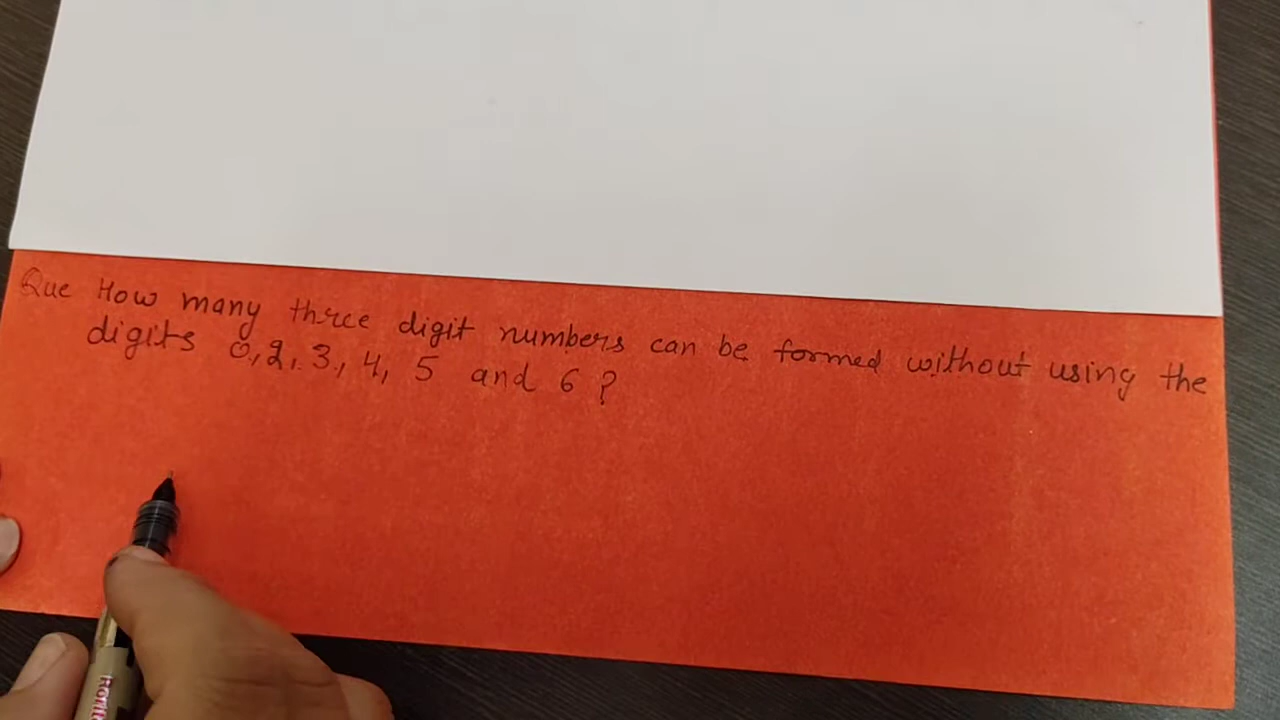 Que How many three digit numbers can be formed without using the
digits 0, 2, 3, 4, 5 and 6 ?